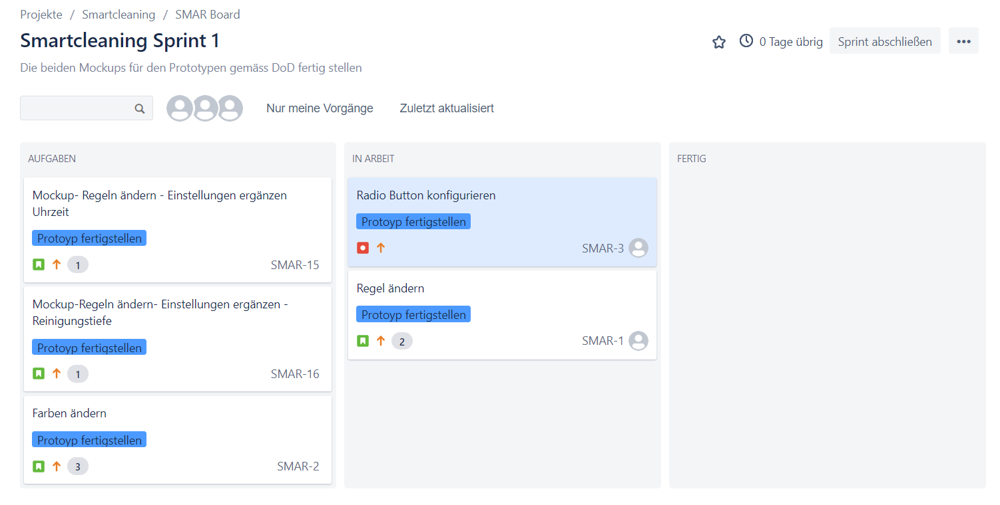 Projekte / Smartcleaning / SMAR Board
Smartcleaning Sprint 1
0 Tage übrig
Sprint abschließen
Die beiden Mockups für den Prototypen gemäss DoD fertig stellen
Nur meine Vorgänge
Zuletzt aktualisiert
AUFGABEN
Mockup- Regeln ändern - Einstellungen ergänzen
Uhrzeit
Protoyp fertigstellen
1
SMAR-15
Mockup-Regeln ändern- Einstellungen ergänzen -
Reinigungstiefe
Protoyp fertigstellen
1
SMAR-16
Farben ändern
Protoyp fertigstellen
3
SMAR-2
IN ARBEIT
Radio Button konfigurieren
Protoyp fertigstellen
SMAR-3
Regel ändern
Protoyp fertigstellen
2
SMAR-1
FERTIG